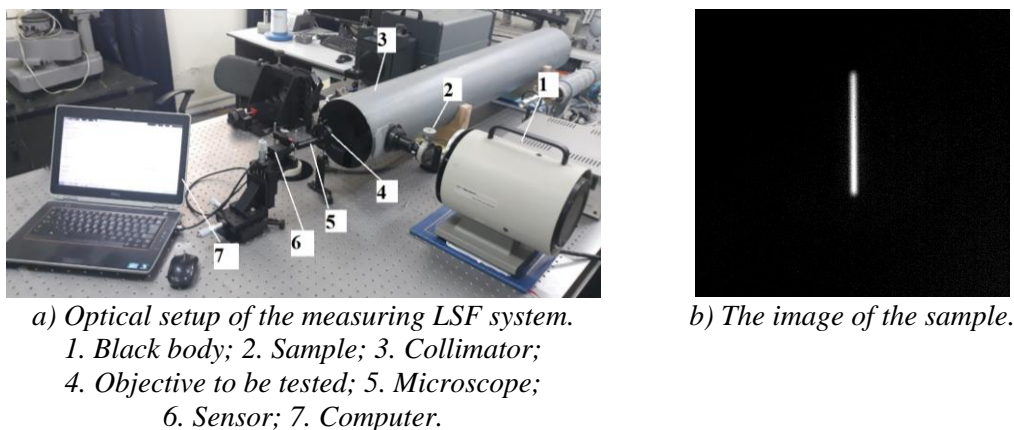 3
1
2
4
5
6
7
a) Optical setup of the measuring LSF system.
1. Black body; 2. Sample; 3. Collimator;
4. Objective to be tested; 5. Microscope;
6. Sensor; 7. Computer.
b) The image of the sample.